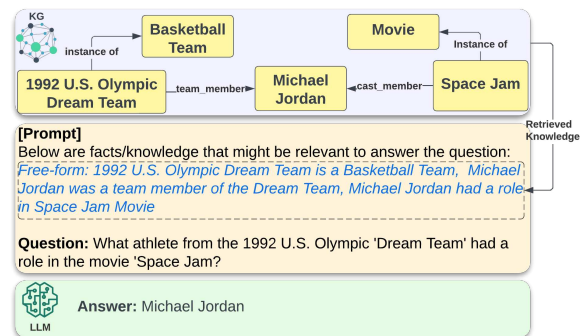 KG
Basketball
Team
Movie
instance of
Instance of
1992 U.S. Olympic
Dream Team
team_member
Michael
Jordan
cast_member
Space Jam
Retrieved
Knowledge
[Prompt]
Below are facts/knowledge that might be relevant to answer the question:
Free-form: 1992 U.S. Olympic Dream Team is a Basketball Team, Michael
Jordan was a team member of the Dream Team, Michael Jordan had a role
in Space Jam Movie
Question: What athlete from the 1992 U.S. Olympic 'Dream Team' had a
role in the movie 'Space Jam?
LLM
Answer: Michael Jordan